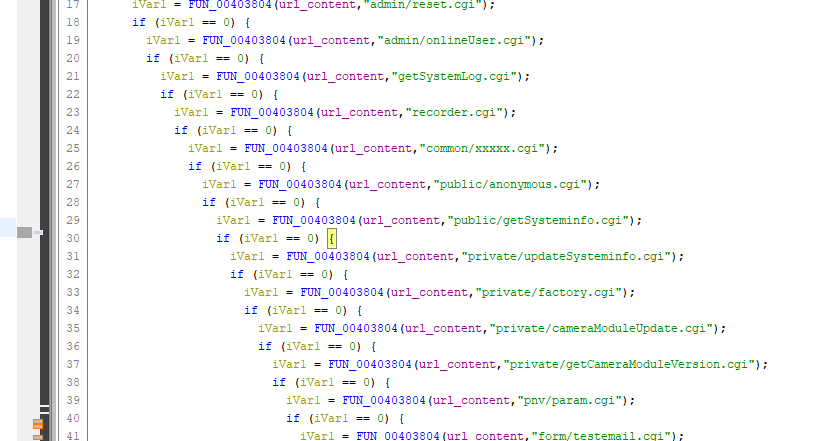 17 iVar1 = FUN_00403804(url_content,"admin/reset.cgi");
18 if (iVar1 == 0) {
19 iVar1 = FUN_00403804(url_content,"admin/onlineUser.cgi");
20 if (iVar1 == 0) {
21 iVar1 = FUN_00403804(url_content,"getSystemLog.cgi");
22 if (iVar1 == 0) {
23 iVar1 = FUN_00403804(url_content,"recorder.cgi");
24 if (iVar1 == 0) {
25 iVar1 = FUN_00403804(url_content,"common/xxxxx.cgi");
26 if (iVar1 == 0) {
27 iVar1 = FUN_00403804(url_content,"public/anonymous.cgi");
28 if (iVar1 == 0) {
29 iVar1 = FUN_00403804(url_content,"public/getSysteminfo.cgi");
30 if (iVar1 == 0) {
31 iVar1 = FUN_00403804(url_content,"private/updateSysteminfo.cgi");
32 if (iVar1 == 0) {
33 iVar1 = FUN_00403804(url_content,"private/factory.cgi");
34 if (iVar1 == 0) {
35 iVar1 = FUN_00403804(url_content,"private/cameraModuleUpdate.cgi");
36 if (iVar1 == 0) {
37 iVar1 = FUN_00403804(url_content,"private/getCameraModuleVersion.cgi");
38 if (iVar1 == 0) {
39 iVar1 = FUN_00403804(url_content,"pnv/param.cgi");
40 if (iVar1 == 0) {
41 iVar1 = FUN_00403804(url_content,"form/testemail.cgi");